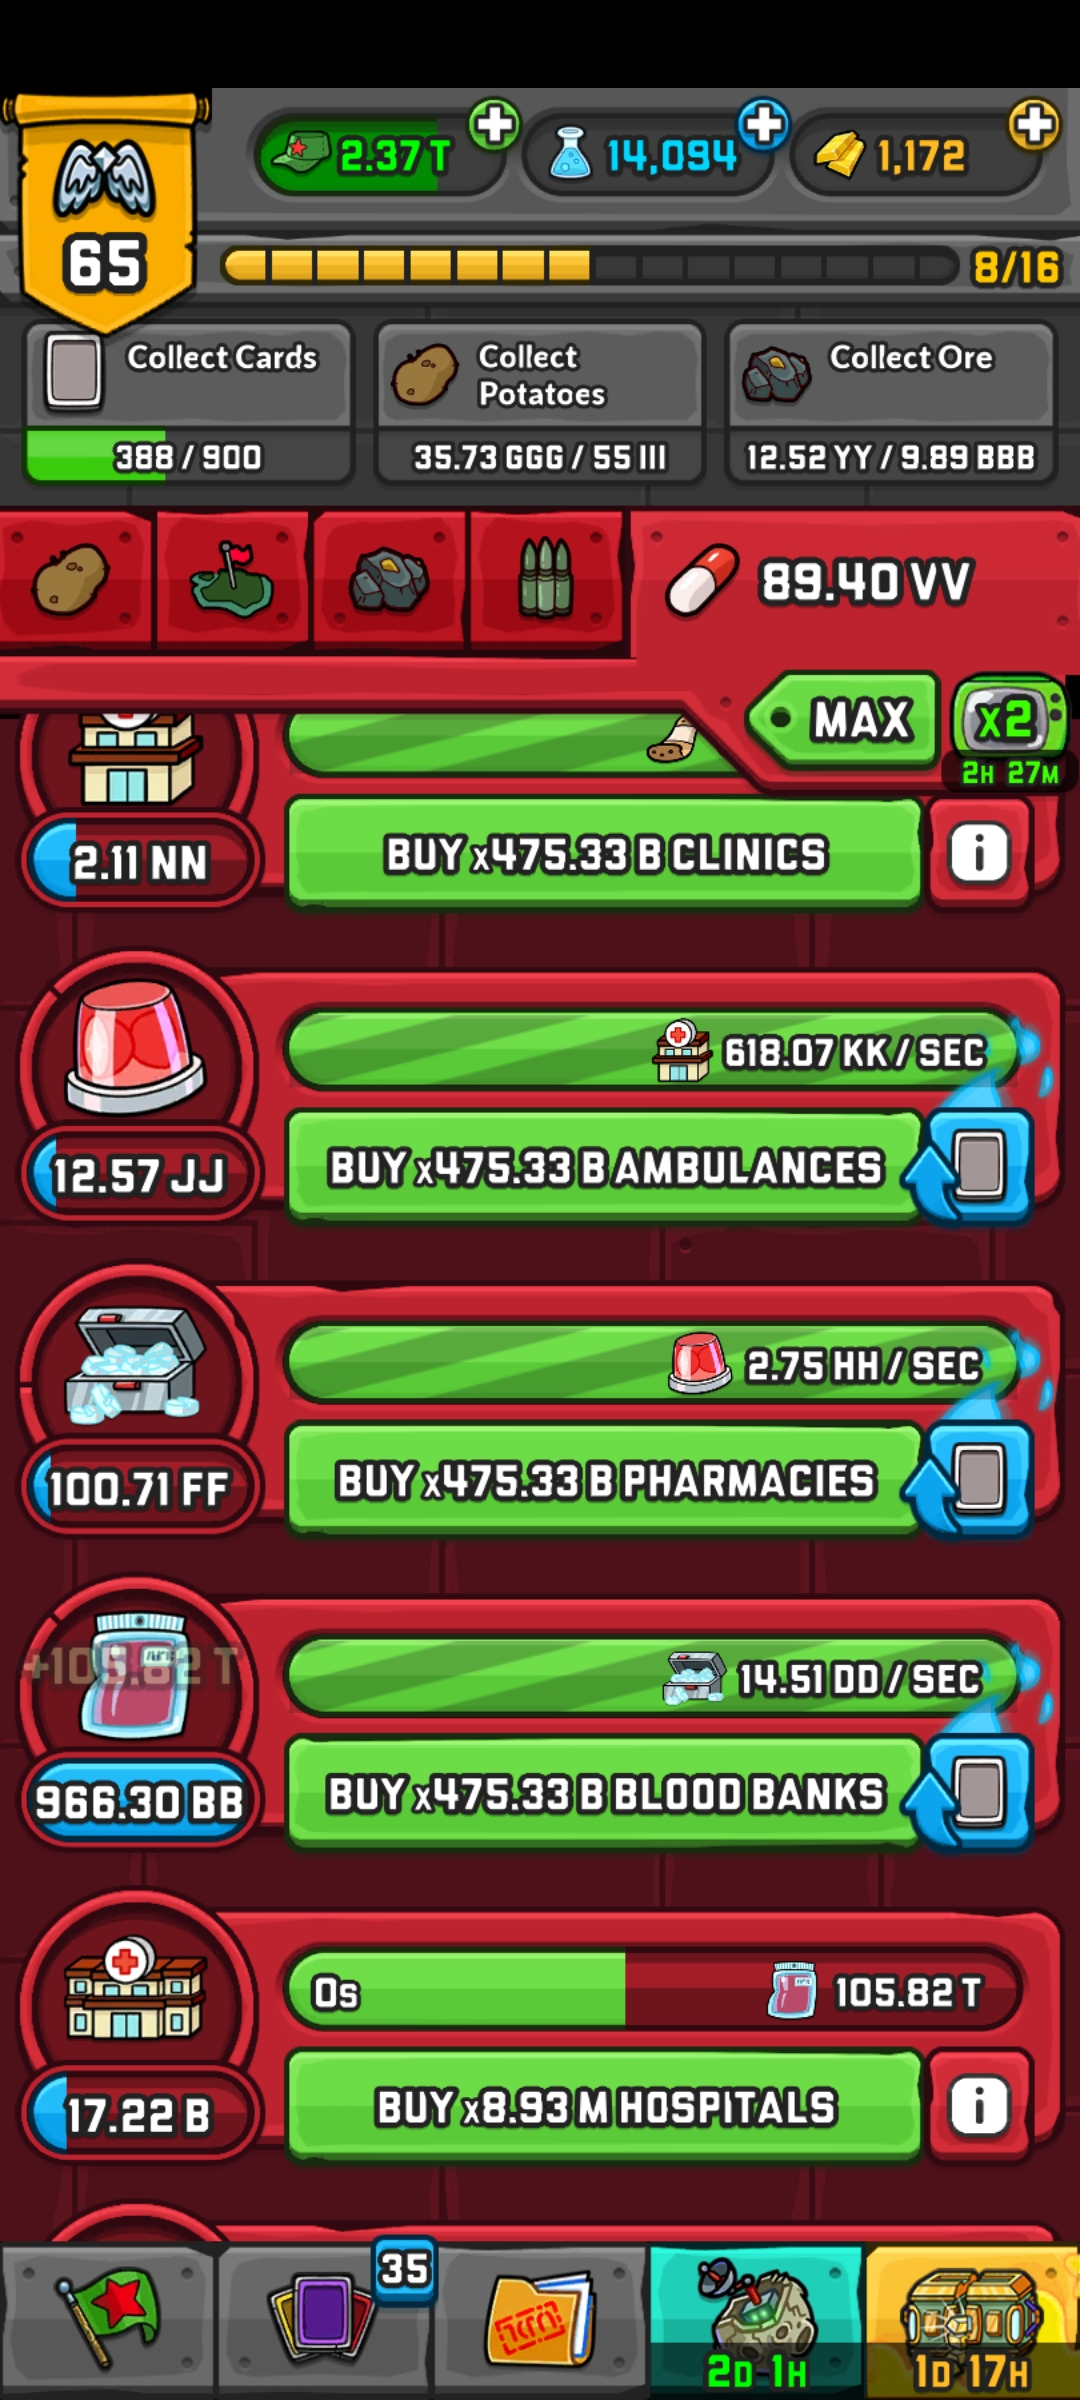 2.37 T
14,094
1,172
65
8/16
Collect Cards
388 / 900
Collect
Potatoes
35.73 GGG / 55 III
Collect Ore
12.52 YY / 9.89 BBB
89.40 VV
MAX
x2
2H 27M
2.11 NN
BUY x475.33 B CLINICS
i
618.07 KK / SEC
12.57 JJ
BUY x475.33 B AMBULANCES
2.75 HH / SEC
100.71 FF
BUY x475.33 B PHARMACIES
+105.82 T
14.51 DD / SEC
966.30 BB
BUY x475.33 B BLOOD BANKS
0s
105.82 T
17.22 B
BUY x8.93 M HOSPITALS
i
35
2D 1H
1D 17H